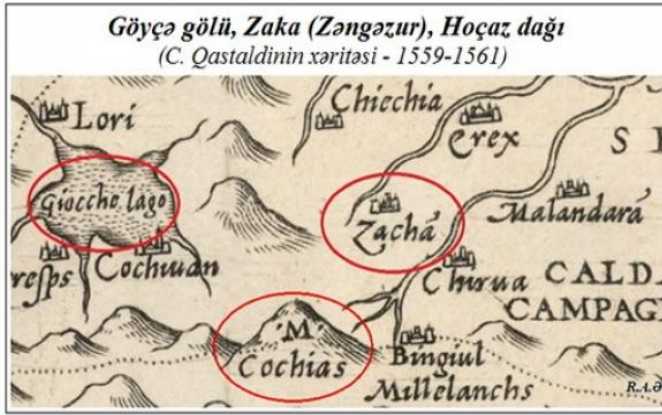 Göyçə gölü, Zaka (Zəngəzur), Hoçaz dağı
(C. Qastaldinin xəritəsi - 1559-1561)
Lori
Chiechia
Erex
S
Giocche lago
Zacha
Malandara
Cochuan
Chirua
CALD
CAMPAG
M
Cochias
Bingiul
Millelanchs
R.A.Ə